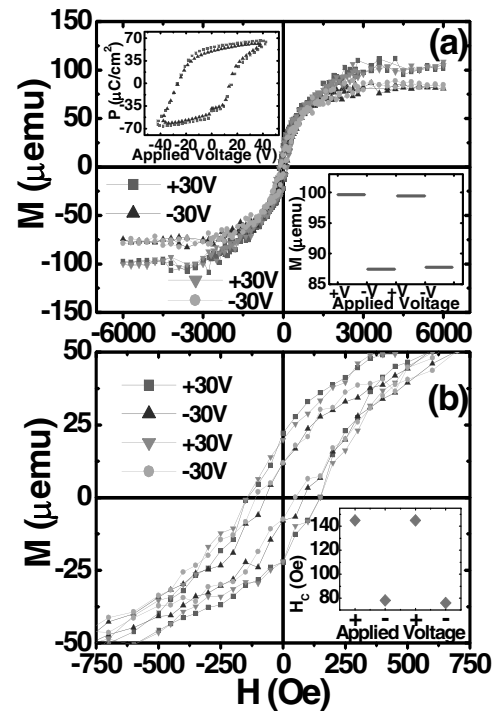 (a)
M (μemu)
150
100
50
0
-50
-100
-150
P (μC/cm²)
70
35
0
-35
-70
-40 -20 0 20 40
Applied Voltage (V)
+30V
-30V
+30V
-30V
M (μemu)
100
95
90
85
+V -V +V -V
Applied Voltage
-6000 -3000 0 3000 6000
(b)
M (μemu)
50
25
0
-25
-50
+30V
-30V
+30V
-30V
H_C (Oe)
140
120
100
80
+ - + -
Applied Voltage
-750 -500 -250 0 250 500 750
H (Oe)